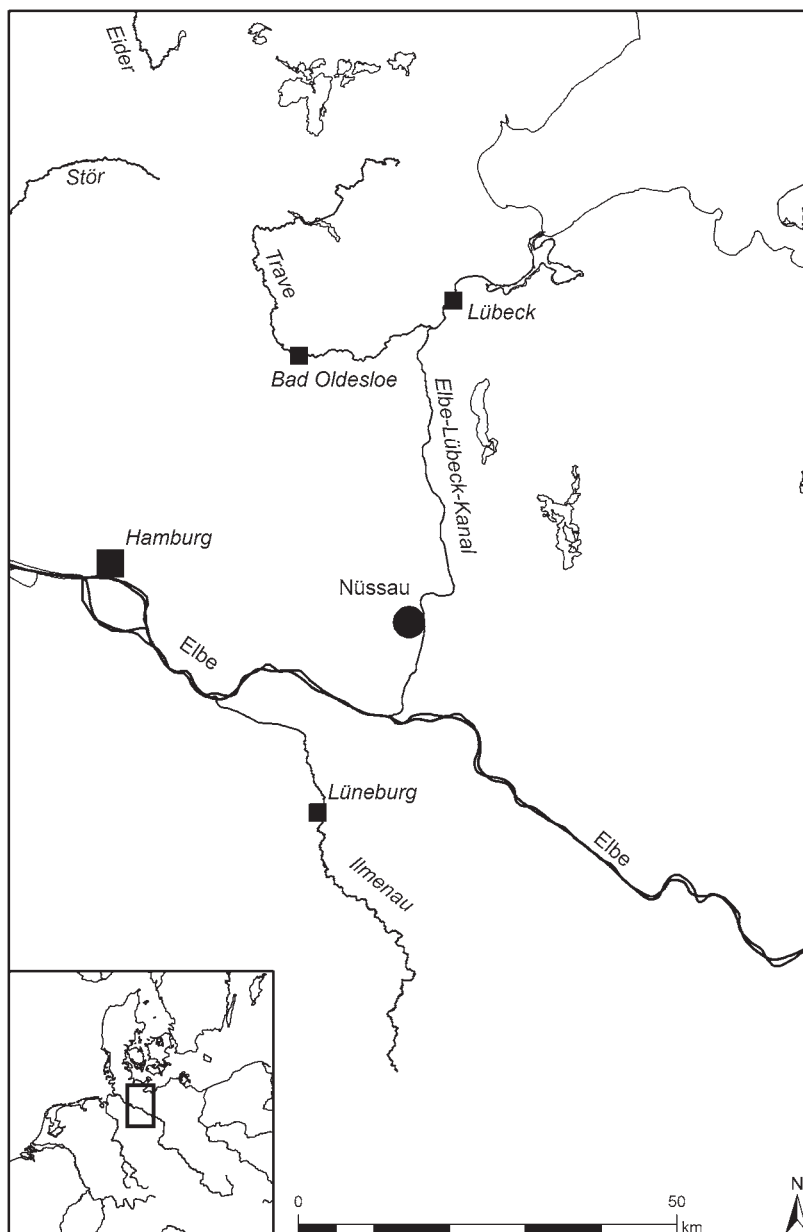 Eider
Stör
Trave
Lübeck
Bad Oldesloe
Elbe-Lübeck-Kanal
Hamburg
Nüssau
Elbe
Lüneburg
Elbe
Ilmenau
0
50
km
N